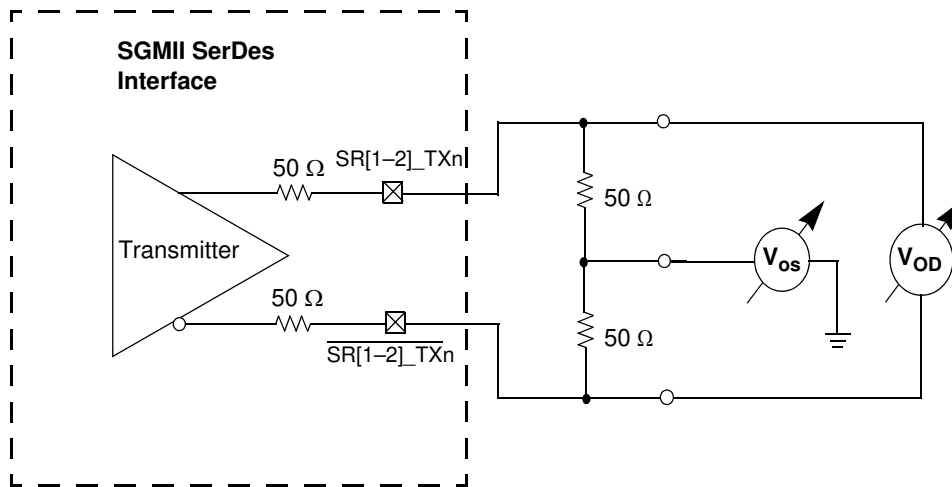 SGMII SerDes
Interface
50 Ω
SR[1–2]_TXn
Transmitter
50 Ω
Vos
VOD
50 Ω
50 Ω
SR[1–2]_TXn